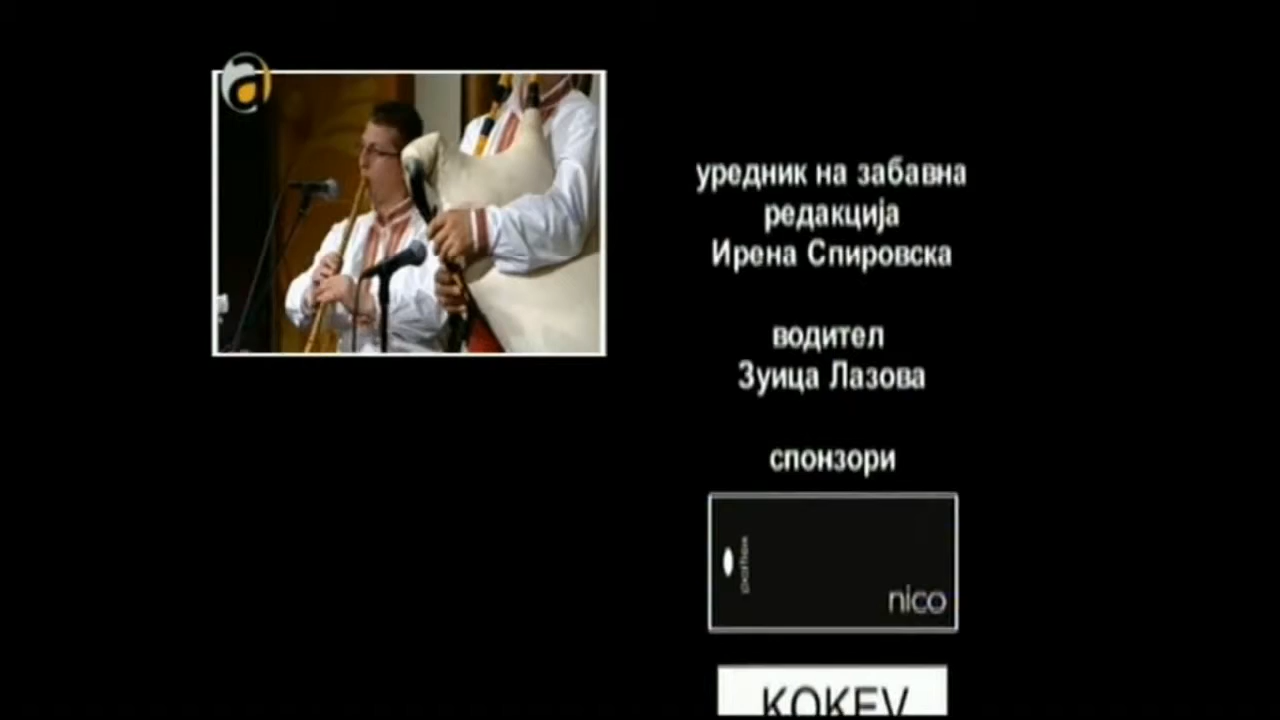 a
уредник на забавна
редакција
Ирена Спировска
водител
Зуица Лазова
спонзори
nico
KOKEV